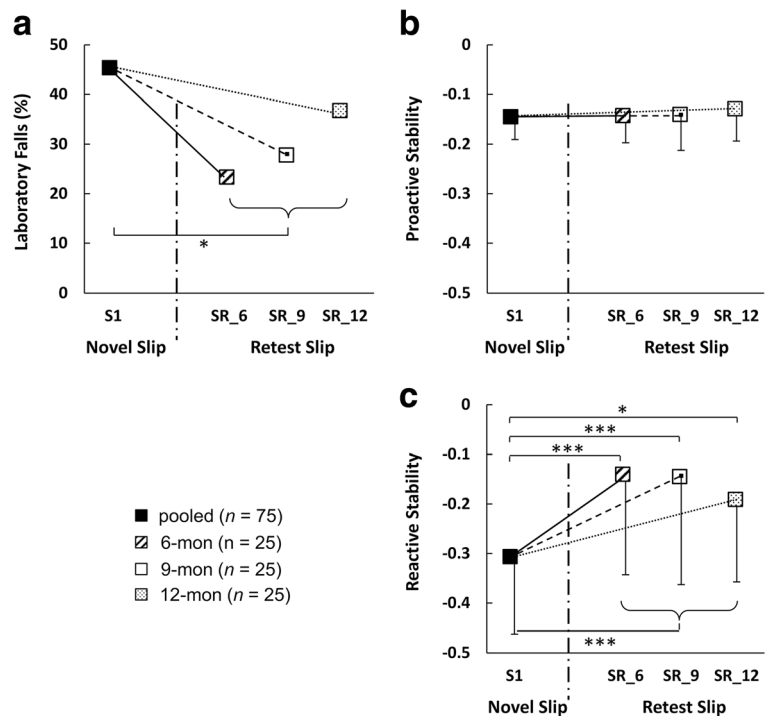 a
50
40
30
20
10
0
Laboratory Falls (%)
*
S1 SR_6 SR_9 SR_12
Novel Slip Retest Slip
b
0
-0.1
-0.2
-0.3
-0.4
-0.5
Proactive Stability
S1 SR_6 SR_9 SR_12
Novel Slip Retest Slip
c
0
-0.1
-0.2
-0.3
-0.4
-0.5
Reactive Stability
*
***
***
***
S1 SR_6 SR_9 SR_12
Novel Slip Retest Slip
pooled (n = 75)
6-mon (n = 25)
9-mon (n = 25)
12-mon (n = 25)